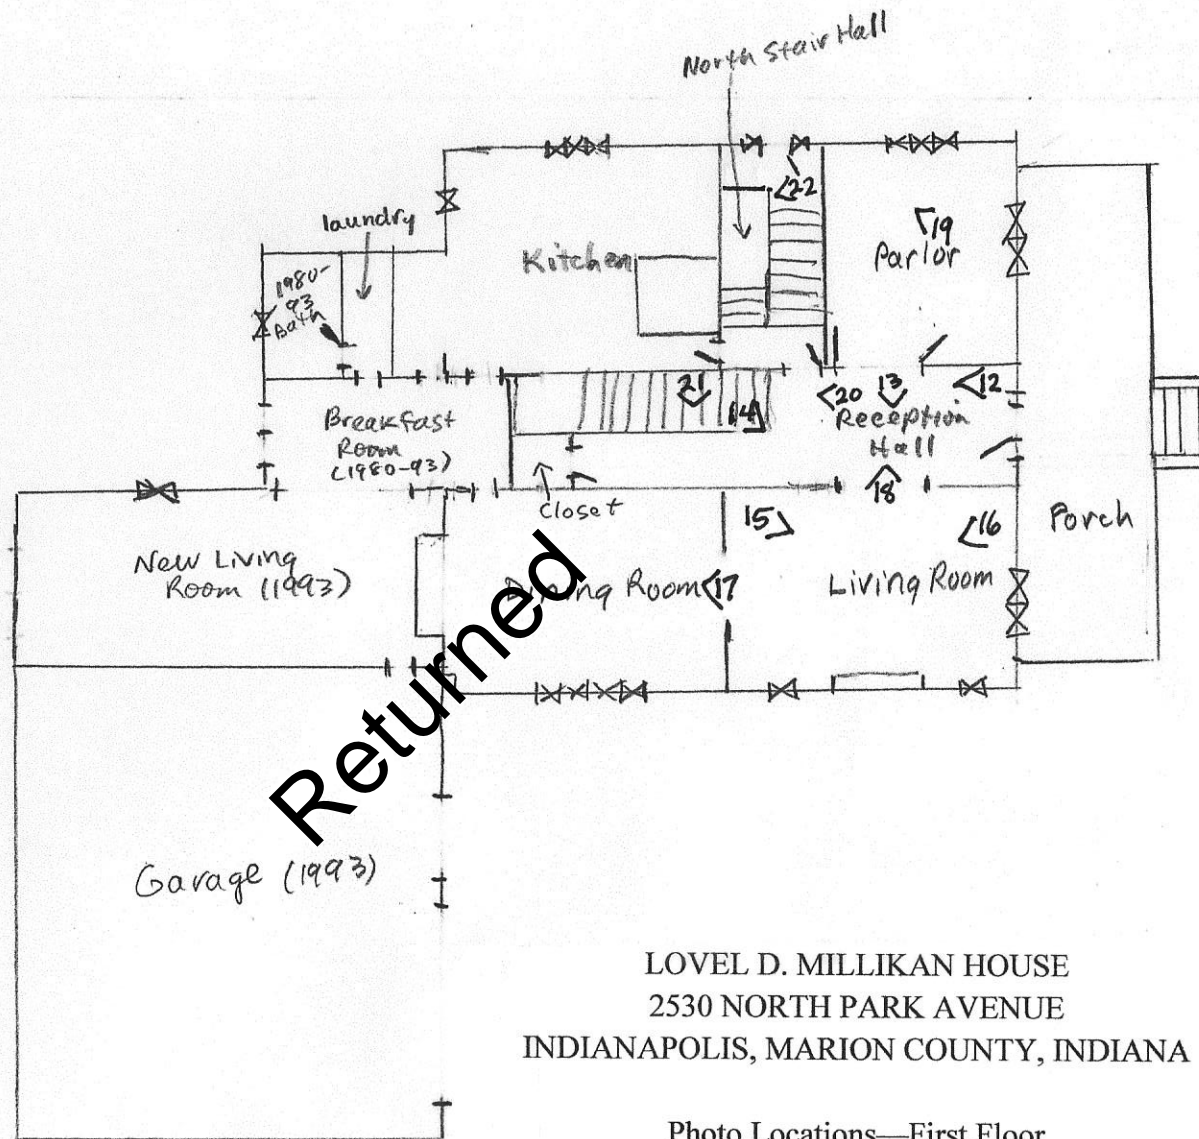 North Stair Hall
22
laundry
19
Parlor
Kitchen
1980-
93
Bath
21
14
20
13
12
Reception
Hall
Breakfast
Room
(1980-93)
18
Closet
15
16
Porch
New Living
Room (1993)
Dining Room
17
Living Room
Returned
Garage (1993)
LOVEL D. MILLIKAN HOUSE
2530 NORTH PARK AVENUE
INDIANAPOLIS, MARION COUNTY, INDIANA
Photo Locations—First Floor